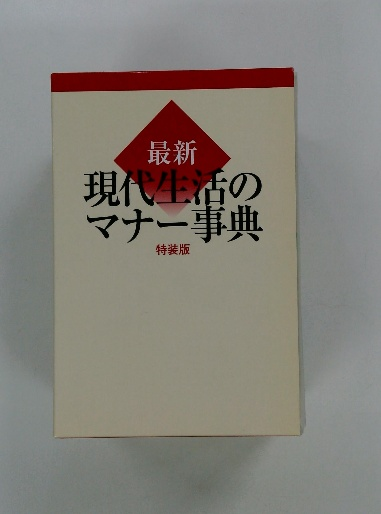 最新
現代生活の
マナー事典
特装版